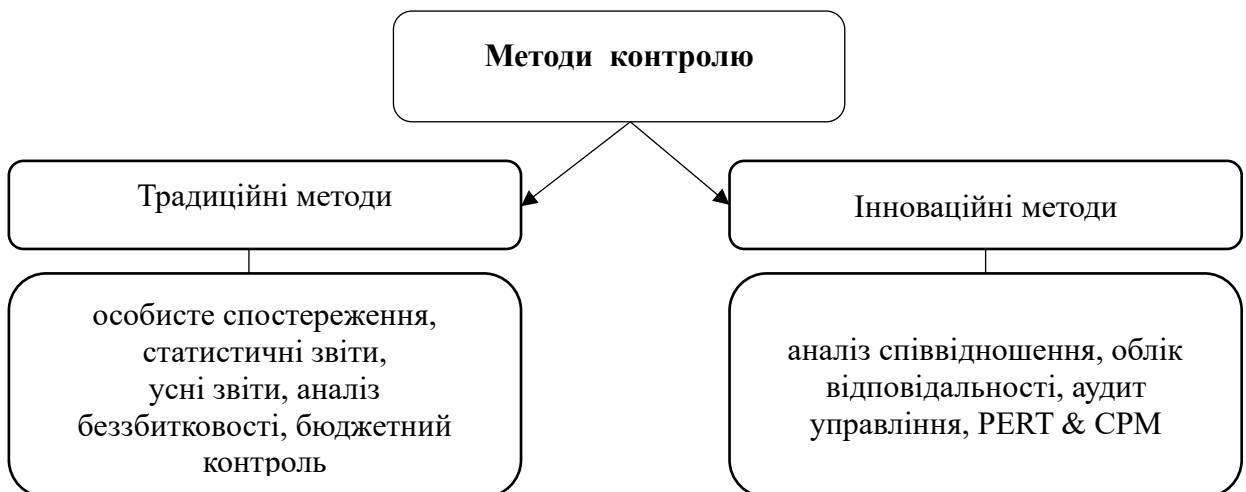 Методи контролю
Традиційні методи
Інноваційні методи
особисте спостереження,
статистичні звіти,
усні звіти, аналіз
беззбитковості, бюджетний
контроль
аналіз співвідношення, облік
відповідальності, аудит
управління, PERT & CPM